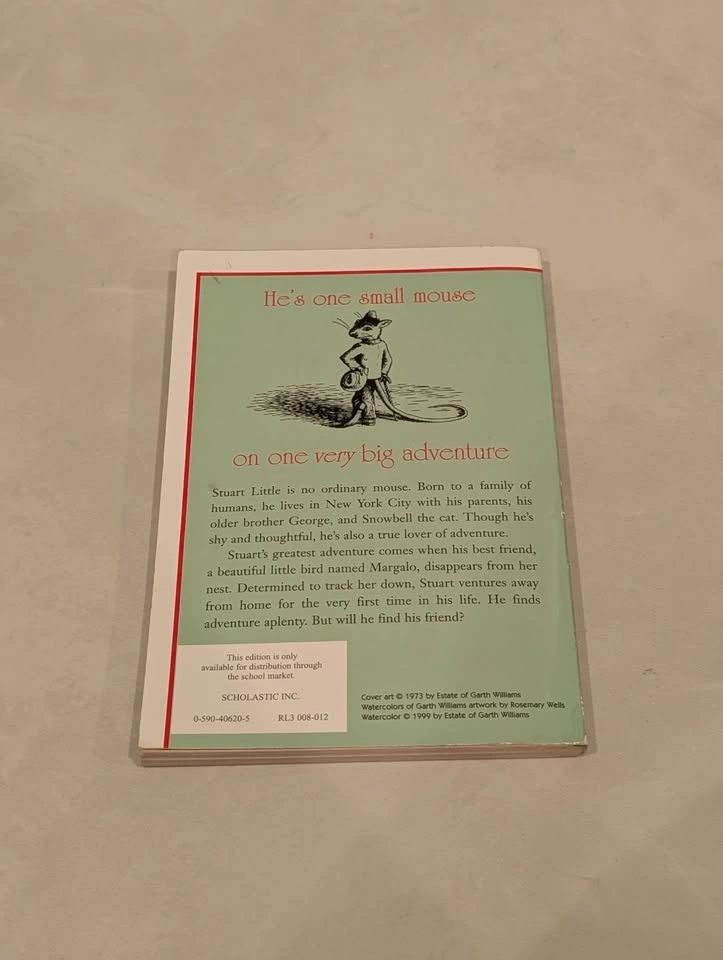 He's one small mouse
on one very big adventure
Stuart Little is no ordinary mouse. Born to a family of
humans, he lives in New York City with his parents, his
older brother George, and Snowbell the cat. Though he's
shy and thoughtful, he's also a true lover of adventure.
Stuart's greatest adventure comes when his best friend,
a beautiful little bird named Margalo, disappears from her
nest. Determined to track her down, Stuart ventures away
from home for the very first time in his life. He finds
adventure aplenty. But will he find his friend?
This edition is only
available for distribution through
the school market.
SCHOLASTIC INC.
0-590-40620-5 RL3 008-012
Cover art © 1973 by Estate of Garth Williams
Watercolors of Garth Williams artwork by Rosemary Wells
Watercolor © 1999 by Estate of Garth Williams